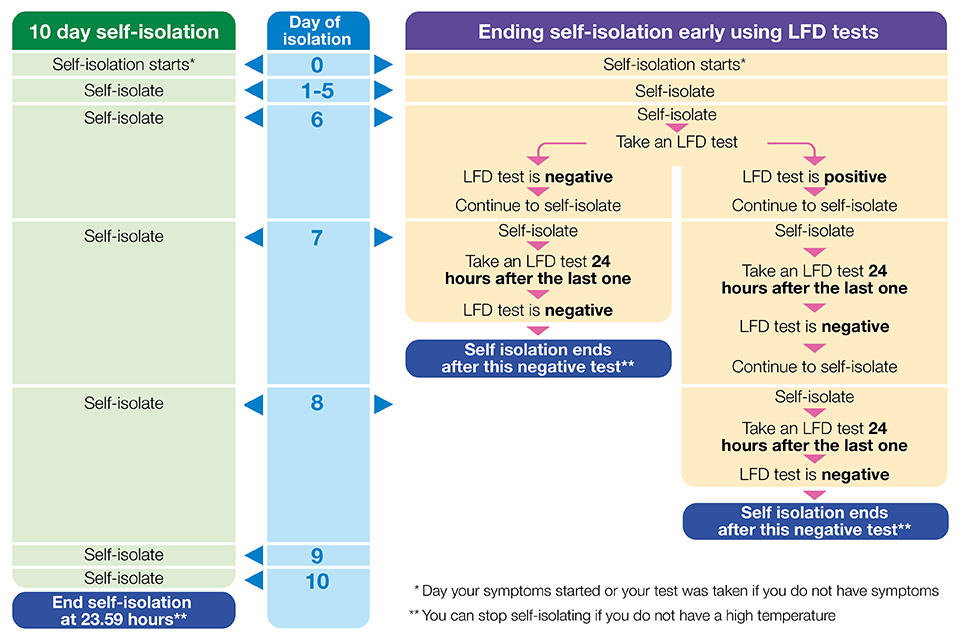 10 day self-isolation
Day of
isolation
Ending self-isolation early using LFD tests
Self-isolation starts*
0
Self-isolation starts*
Self-isolate
1-5
Self-isolate
Self-isolate
6
Self-isolate
Take an LFD test
LFD test is negative
LFD test is positive
Continue to self-isolate
Continue to self-isolate
Self-isolate
7
Self-isolate
Self-isolate
Take an LFD test 24
hours after the last one
LFD test is negative
Self isolation ends
after this negative test**
Take an LFD test 24
hours after the last one
LFD test is negative
Continue to self-isolate
Self-isolate
8
Self-isolate
Take an LFD test 24
hours after the last one
LFD test is negative
Self isolation ends
after this negative test**
Self-isolate
9
Self-isolate
10
End self-isolation
at 23.59 hours**
* Day your symptoms started or your test was taken if you do not have symptoms
** You can stop self-isolating if you do not have a high temperature